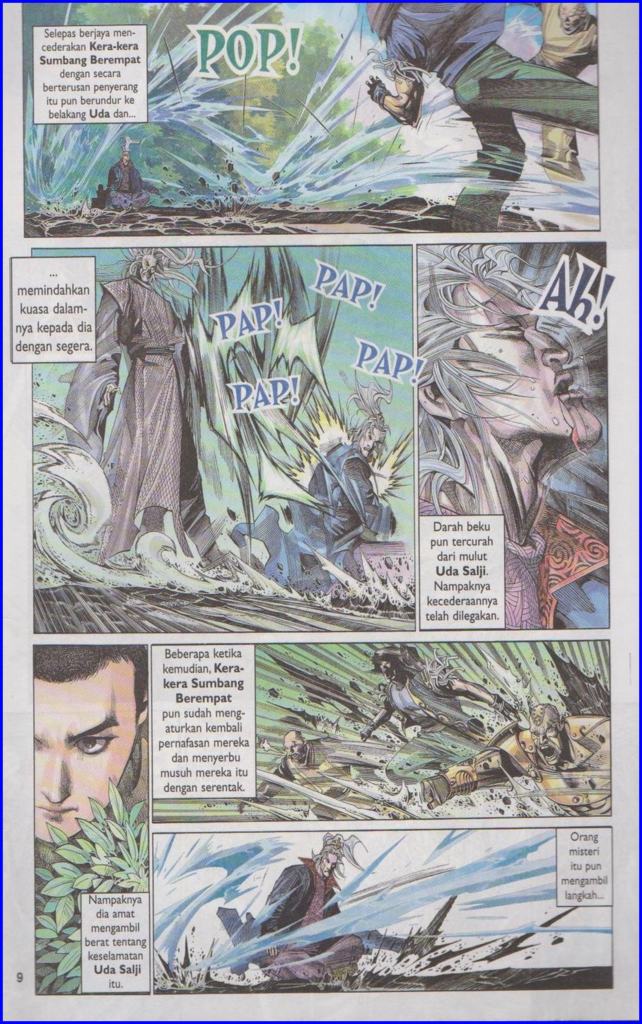 Selepas berjaya men-
cederakan Kera-kera
Sumbang Berempat
dengan secara
berterusan penyerang
itu pun berundur ke
belakang Uda dan...
POP!
...
memindahkan
kuasa dalam-
nya kepada dia
dengan segera.
PAP!
PAP!
PAP!
PAP!
Ah!
Darah beku
pun tercurah
dari mulut
Uda Salji.
Nampaknya
kecederaannya
telah dilegakan.
Beberapa ketika
kemudian, Kera-
kera Sumbang
Berempat
pun sudah meng-
aturkan kembali
pernafasan mereka
dan menyerbu
musuh mereka itu
dengan serentak.
Nampaknya
dia amat
mengambil
berat tentang
keselamatan
Uda Salji
itu.
Orang
misteri
itu pun
mengambil
langkah...
9